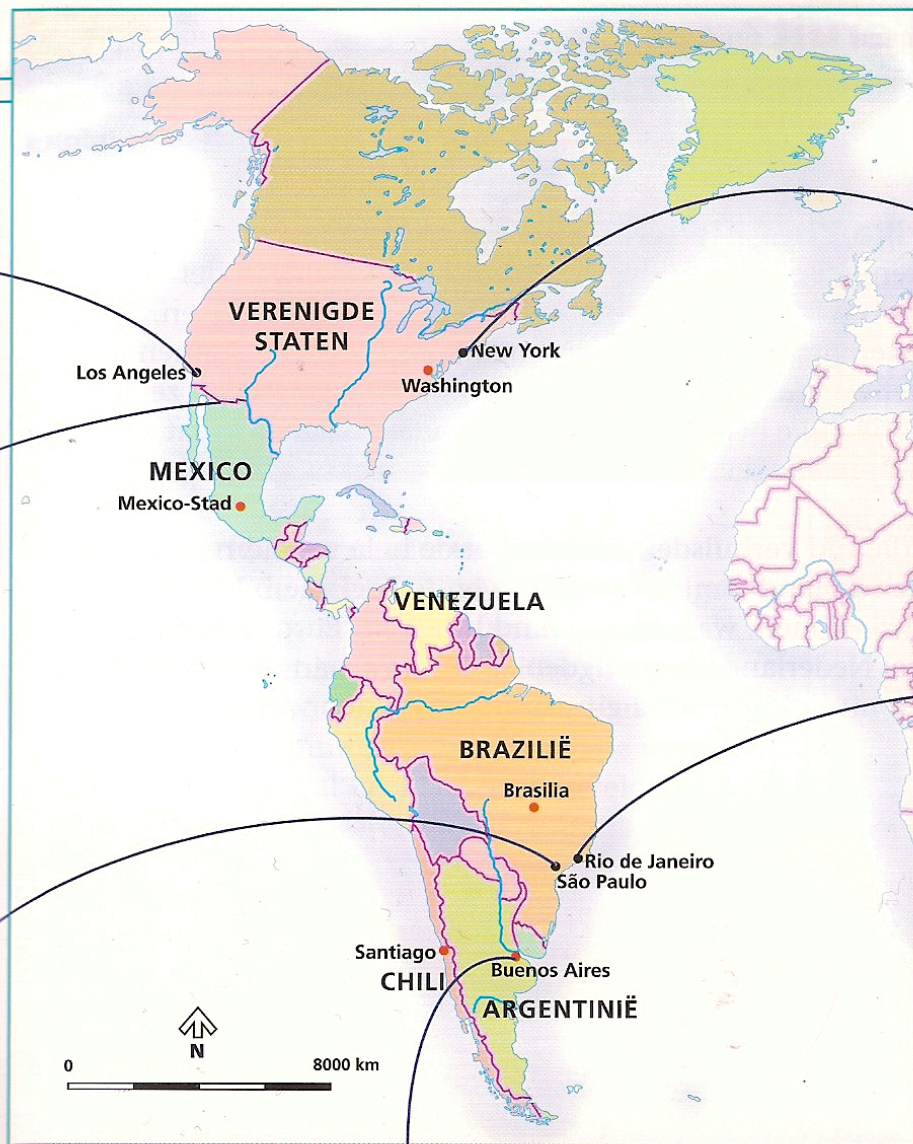 VERENIGDE
STATEN
New York
Los Angeles
Washington
MEXICO
Mexico-Stad
VENEZUELA
BRAZILIË
Brasilia
Rio de Janeiro
São Paulo
Santiago
CHILI
Buenos Aires
ARGENTINIË
N
0 8000 km